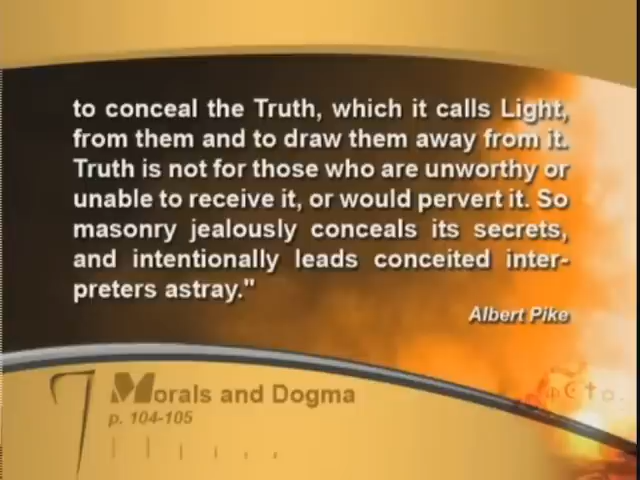 to conceal the Truth, which it calls Light,
from them and to draw them away from it.
Truth is not for those who are unworthy or
unable to receive it, or would pervert it. So
masonry jealously conceals its secrets,
and intentionally leads conceited inter-
preters astray."
Albert Pike
Morals and Dogma
p. 104-105